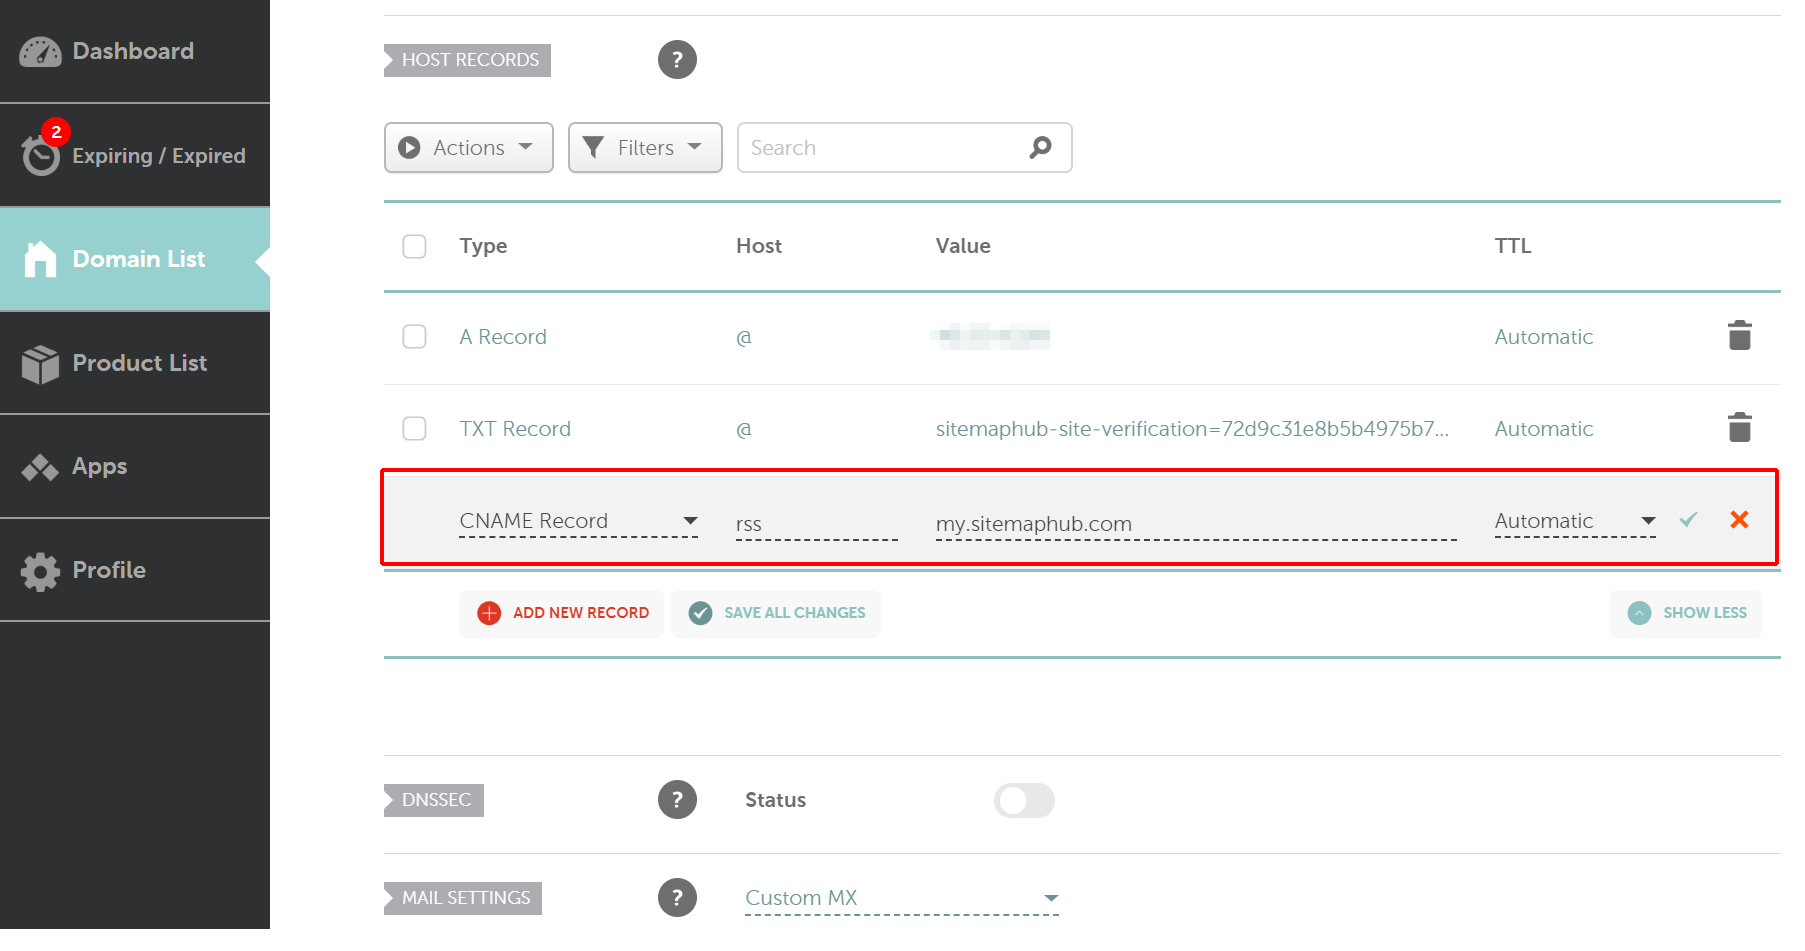 Dashboard
2
Expiring / Expired
Domain List
Product List
Apps
Profile
HOST RECORDS ?
Actions Filters Search
Type Host Value TTL
A Record @ Automatic
TXT Record @ sitemaphub-site-verification=72d9c31e8b5b4975b7... Automatic
CNAME Record rss my.sitemaphub.com Automatic
ADD NEW RECORD SAVE ALL CHANGES SHOW LESS
DNSSEC ? Status
MAIL SETTINGS ? Custom MX